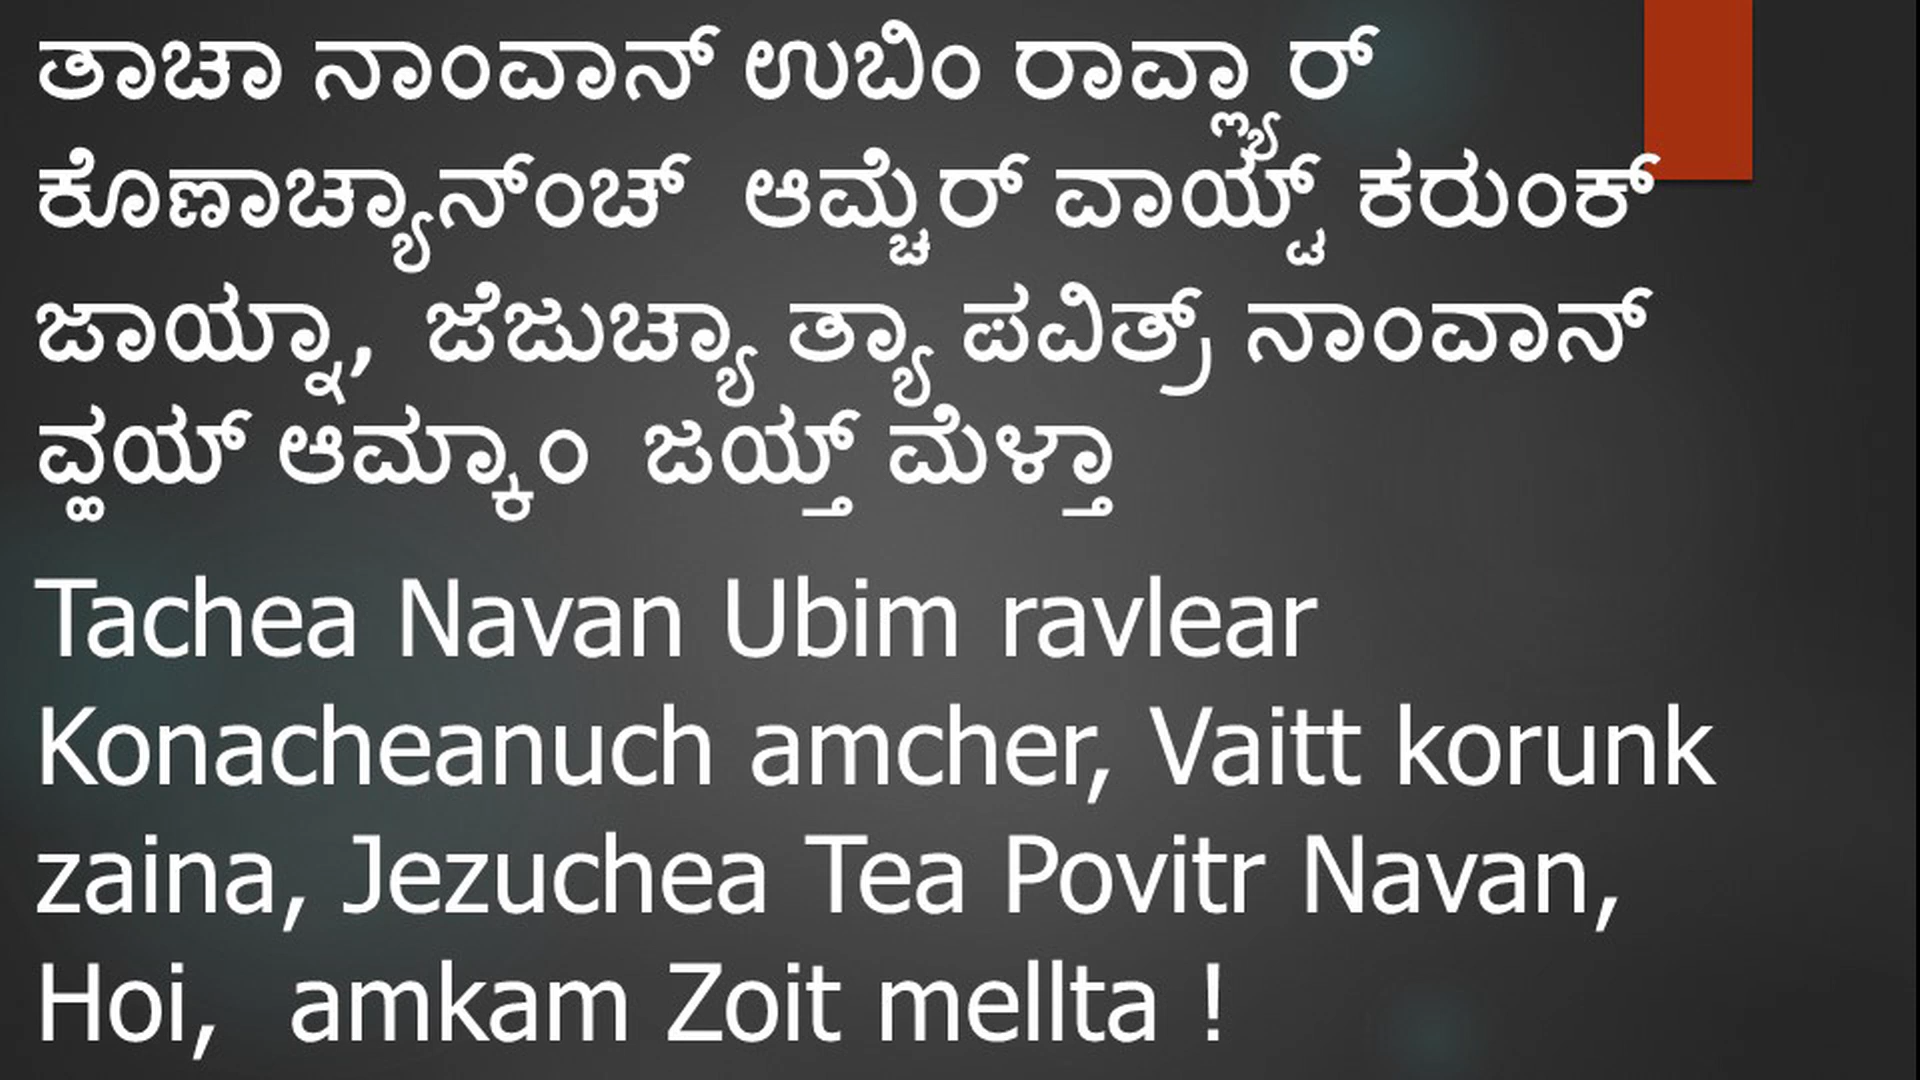 ತಾಚಾ ನಾಂವಾನ್ ಉಬಿಂ ರಾವ್ಲ್ಯಾರ್
ಕೊಣಾಚ್ಯಾನ್‌ಂಚ್ ಆಮ್ಚೆರ್ ವಾಯ್ಟ್ ಕರುಂಕ್
ಜಾಯ್ನಾ, ಜೆಜುಚ್ಯಾ ತ್ಯಾ ಪವಿತ್ರ್ ನಾಂವಾನ್
ವ್ಹಯ್ ಆಮ್ಕಾಂ ಜಯ್ತ್ ಮೆಳ್ತಾ
Tachea Navan Ubim ravlear
Konacheanuch amcher, Vaitt korunk
zaina, Jezuchea Tea Povitr Navan,
Hoi, amkam Zoit mellta !